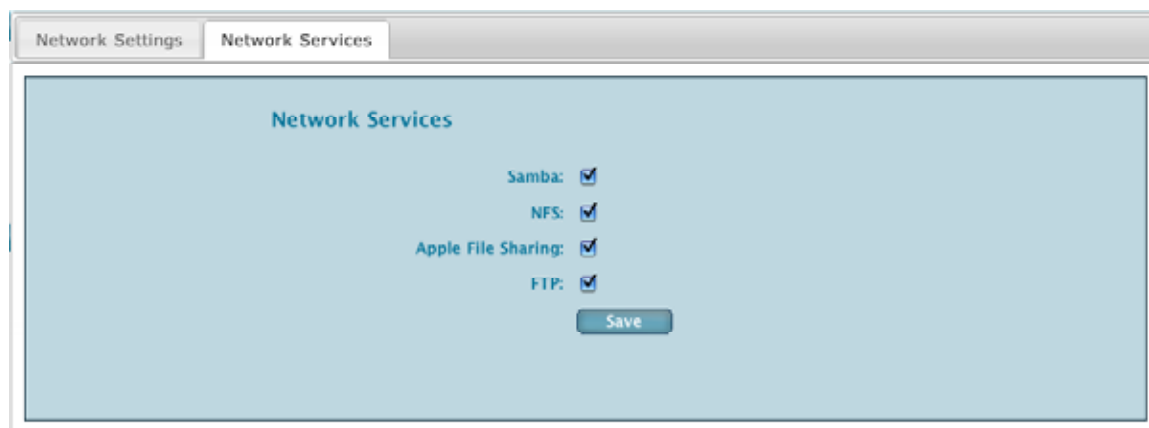 Network Settings Network Services
Network Services
Samba:
NFS:
Apple File Sharing:
FTP:
Save